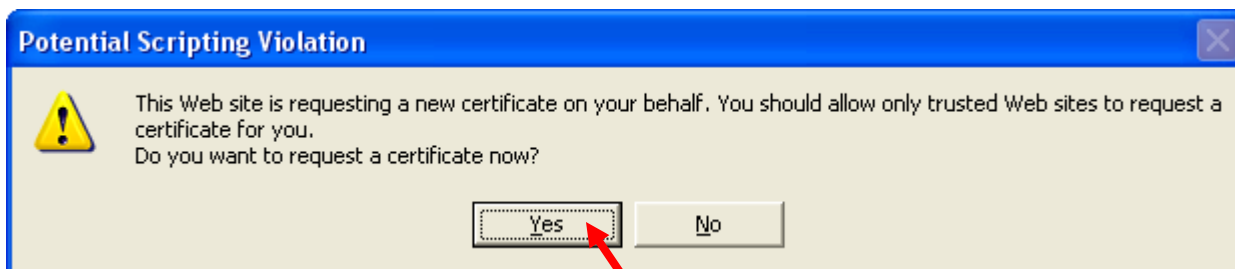 Potential Scripting Violation
This Web site is requesting a new certificate on your behalf. You should allow only trusted Web sites to request a
certificate for you.
Do you want to request a certificate now?
Yes No